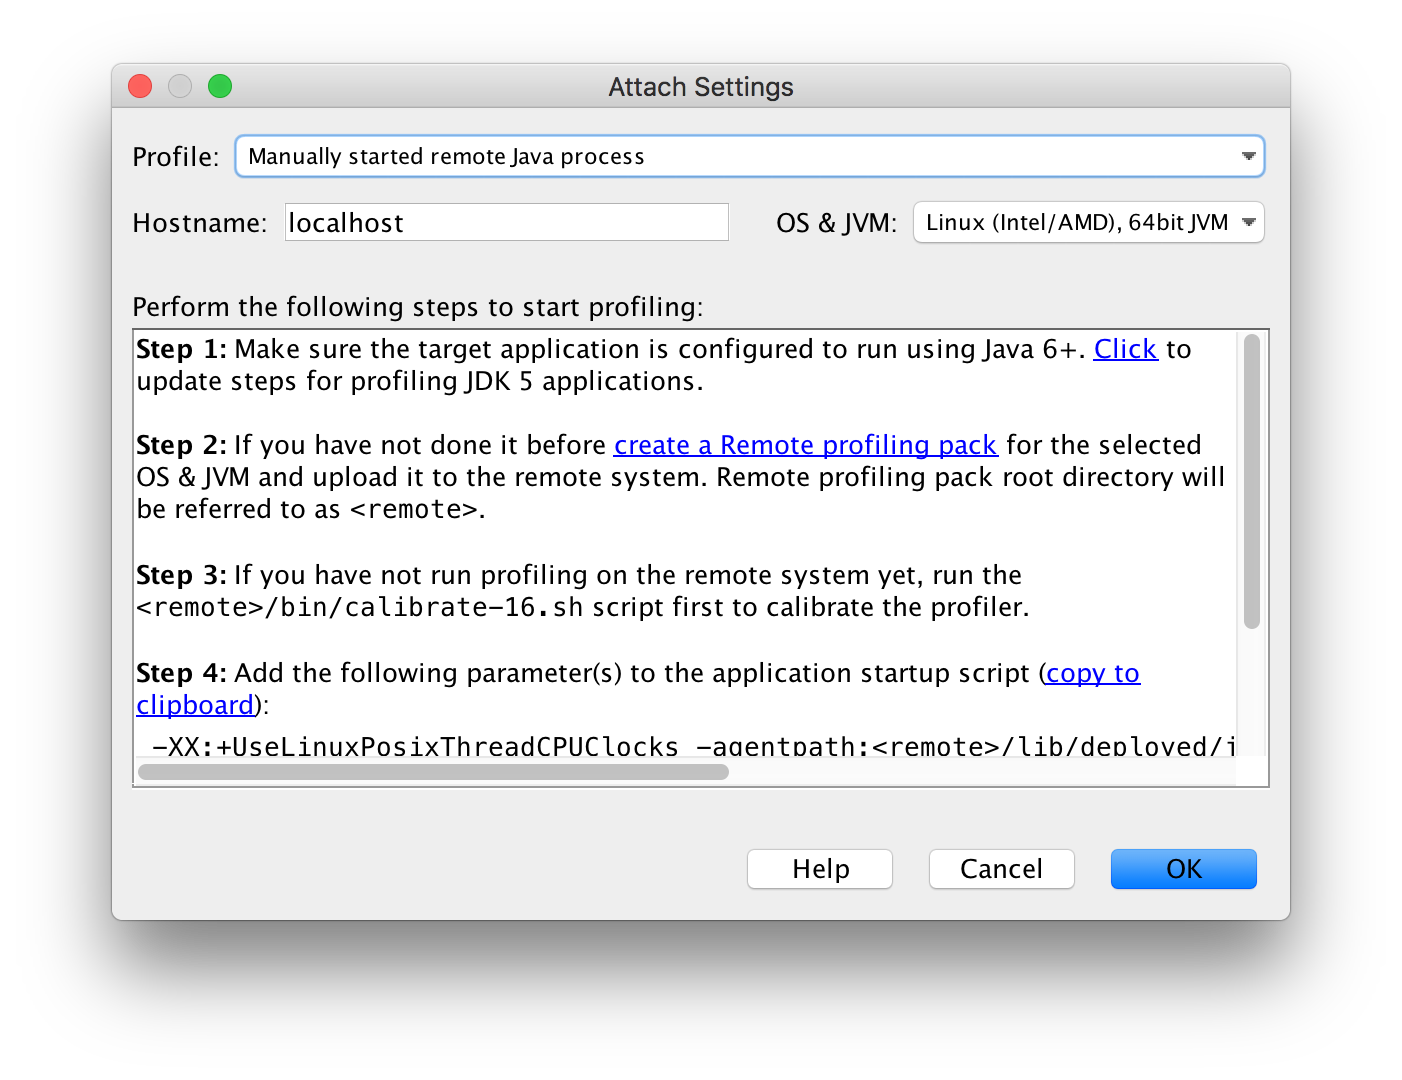 Attach Settings
Profile: Manually started remote Java process
Hostname: localhost OS & JVM: Linux (Intel/AMD), 64bit JVM
Perform the following steps to start profiling:
Step 1: Make sure the target application is configured to run using Java 6+. Click to
update steps for profiling JDK 5 applications.
Step 2: If you have not done it before create a Remote profiling pack for the selected
OS & JVM and upload it to the remote system. Remote profiling pack root directory will
be referred to as <remote>.
Step 3: If you have not run profiling on the remote system yet, run the
<remote>/bin/calibrate-16.sh script first to calibrate the profiler.
Step 4: Add the following parameter(s) to the application startup script (copy to
clipboard):
-XX:+UseLinuxPosixThreadCPUClocks -agentpath:<remote>/lib/deployed/j
Help Cancel OK